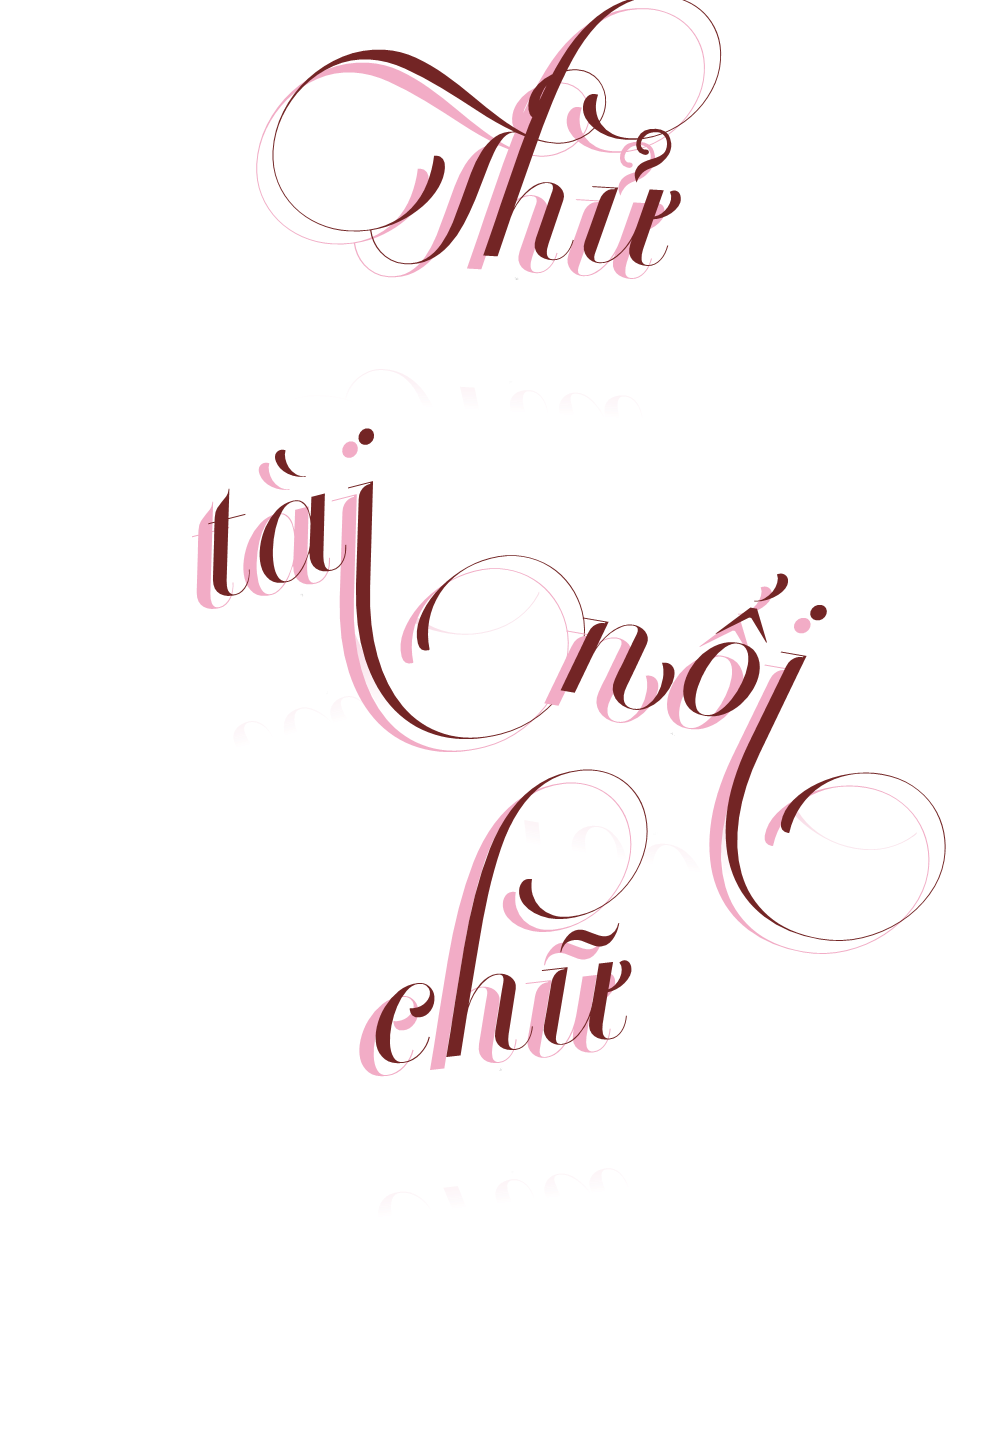 Thử
tài nối
chữ